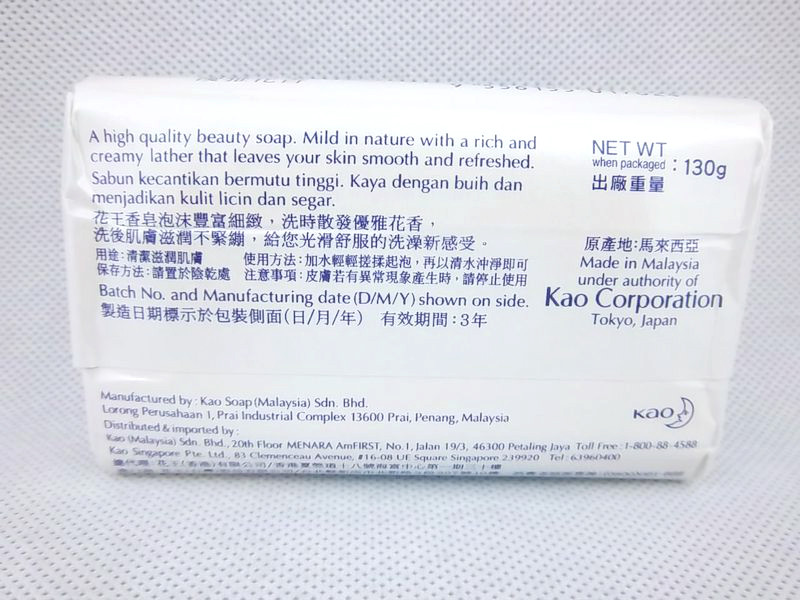 A high quality beauty soap. Mild in nature with a rich and
creamy lather that leaves your skin smooth and refreshed.
Sabun kecantikan bermutu tinggi. Kaya dengan buih dan
menjadikan kulit licin dan segar.
花王香皂泡沫豐富細緻，洗時散發優雅花香，
洗後肌膚滋潤不緊繃，給您光滑舒服的洗澡新感受。
用途：清潔滋潤肌膚 使用方法：加水輕輕搓揉起泡，再以清水沖淨即可
保存方法：請置於陰乾處 注意事項：皮膚若有異常現象產生時，請停止使用
Batch No. and Manufacturing date (D/M/Y) shown on side.
製造日期標示於包裝側面(日/月/年) 有效期間：3年
NET WT
when packaged : 130g
出廠重量
原產地：馬來西亞
Made in Malaysia
under authority of
Kao Corporation
Tokyo, Japan
Manufactured by : Kao Soap (Malaysia) Sdn. Bhd.
Lorong Perusahaan 1, Prai Industrial Complex 13600 Prai, Penang, Malaysia
Distributed & imported by :
Kao (Malaysia) Sdn. Bhd., 20th Floor MENARA AmFIRST, No.1, Jalan 19/3, 46300 Petaling Jaya Toll Free : 1-800-88-4588
Kao Singapore Pte. Ltd., 83 Clemenceau Avenue, #16-08 UE Square Singapore 239920 Tel : 63960400
KAO